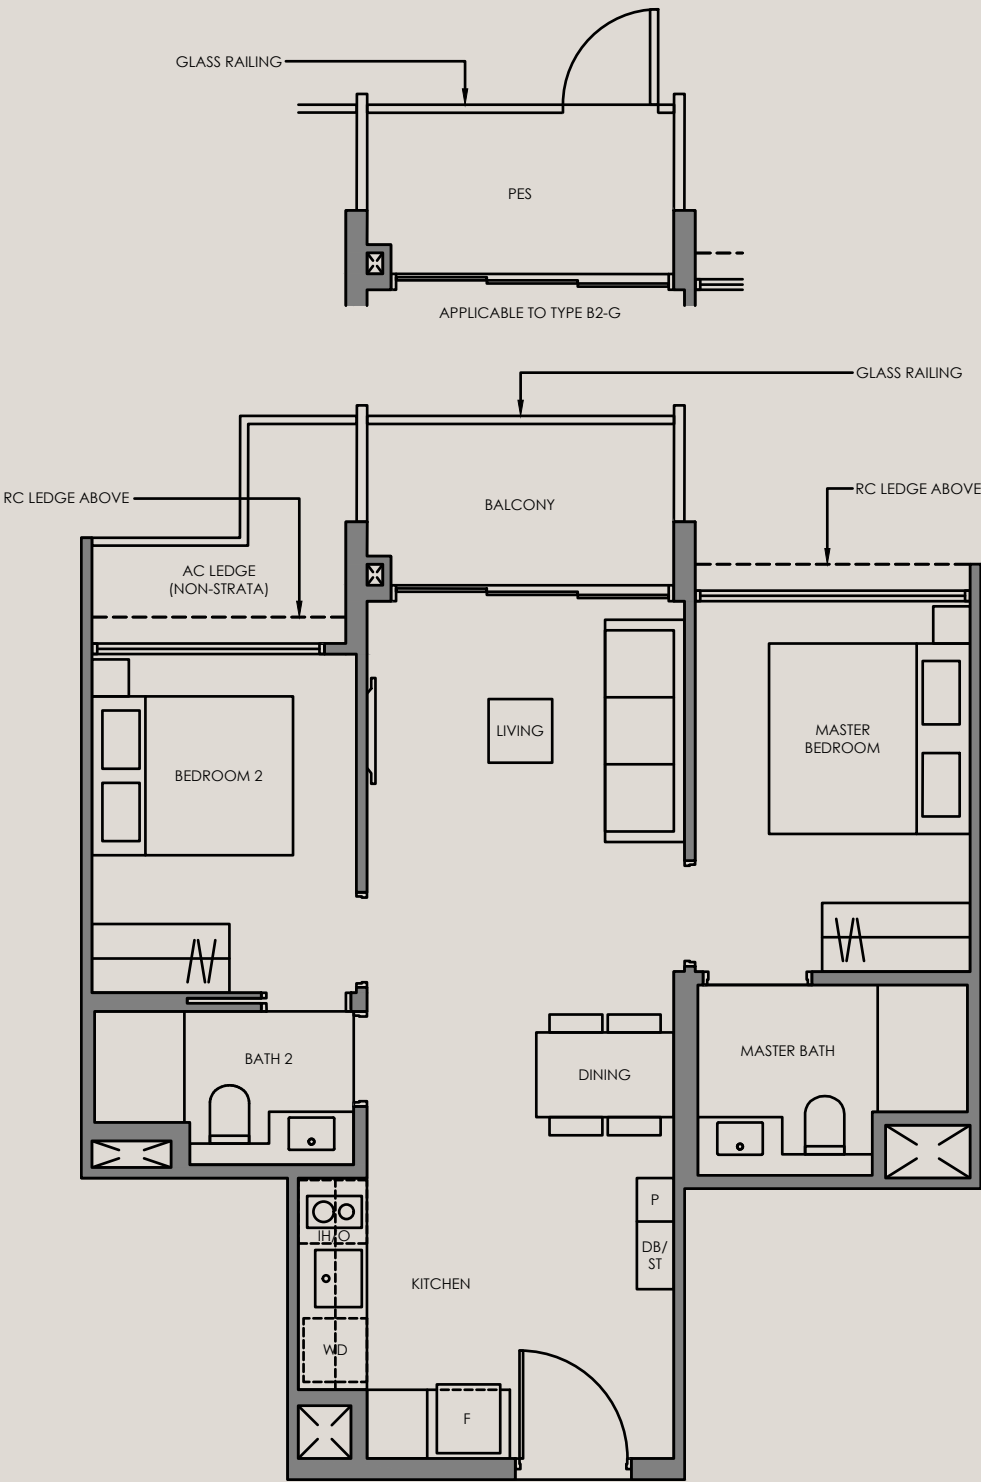 GLASS RAILING
PES
APPLICABLE TO TYPE B2-G
GLASS RAILING
RC LEDGE ABOVE
BALCONY
RC LEDGE ABOVE
AC LEDGE
(NON-STRATA)
LIVING
MASTER
BEDROOM
BEDROOM 2
W
W
BATH 2
DINING
MASTER BATH
P
IH/O
DB/
ST
KITCHEN
WD
F